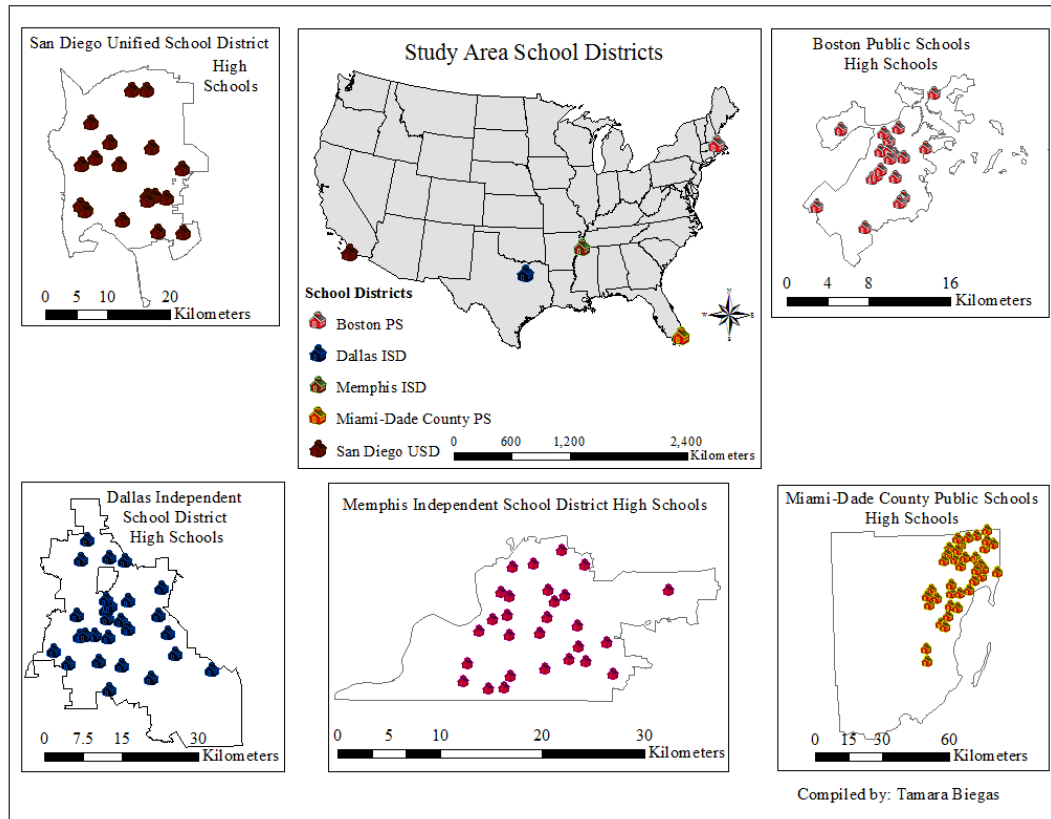 San Diego Unified School District
High
Schools
0 5 10 20
Kilometers
Study Area School Districts
N
W
E
S
School Districts
Boston PS
Dallas ISD
Memphis ISD
Miami-Dade County PS
San Diego USD
0 600 1,200 2,400
Kilometers
Boston Public Schools
High Schools
0 4 8 16
Kilometers
Dallas Independent
School District
High Schools
0 7.5 15 30
Kilometers
Memphis Independent School District High Schools
0 5 10 20 30
Kilometers
Miami-Dade County Public Schools
High Schools
0 15 30 60
Kilometers
Compiled by: Tamara Biegas